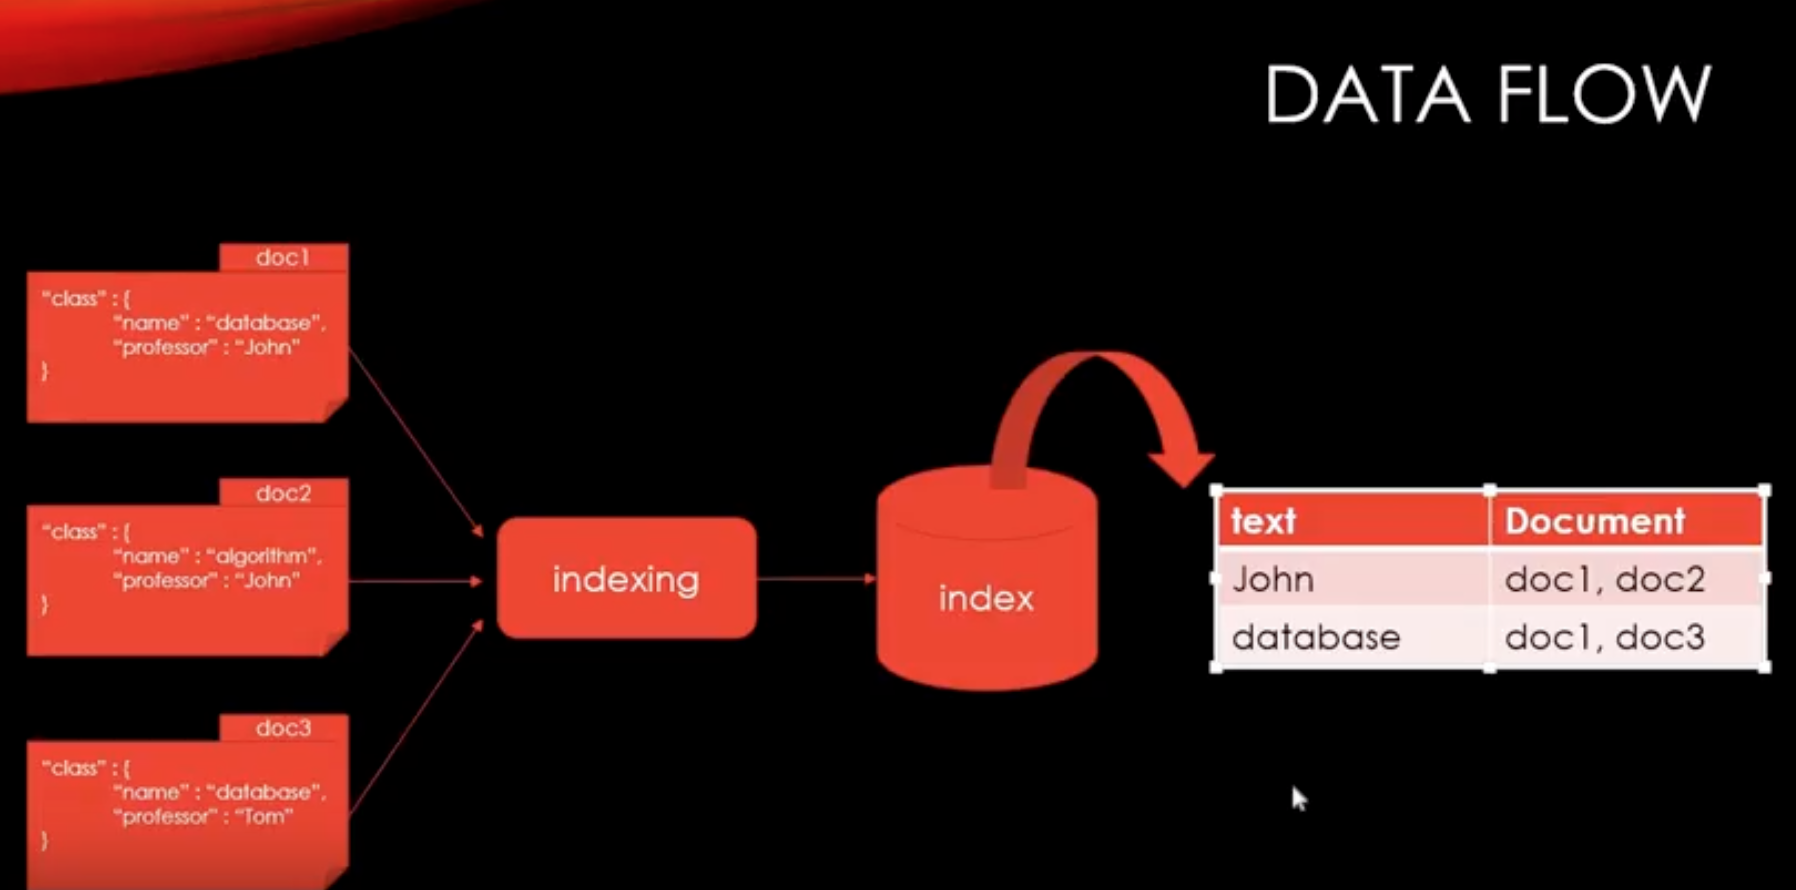 DATA FLOW
doc1
"class" : {
"name" : "database",
"professor" : "John"
}
doc2
"class" : {
"name" : "algorithm",
"professor" : "John"
}
doc3
"class" : {
"name" : "database",
"professor" : "Tom"
}
indexing
index
text Document
John doc1, doc2
database doc1, doc3